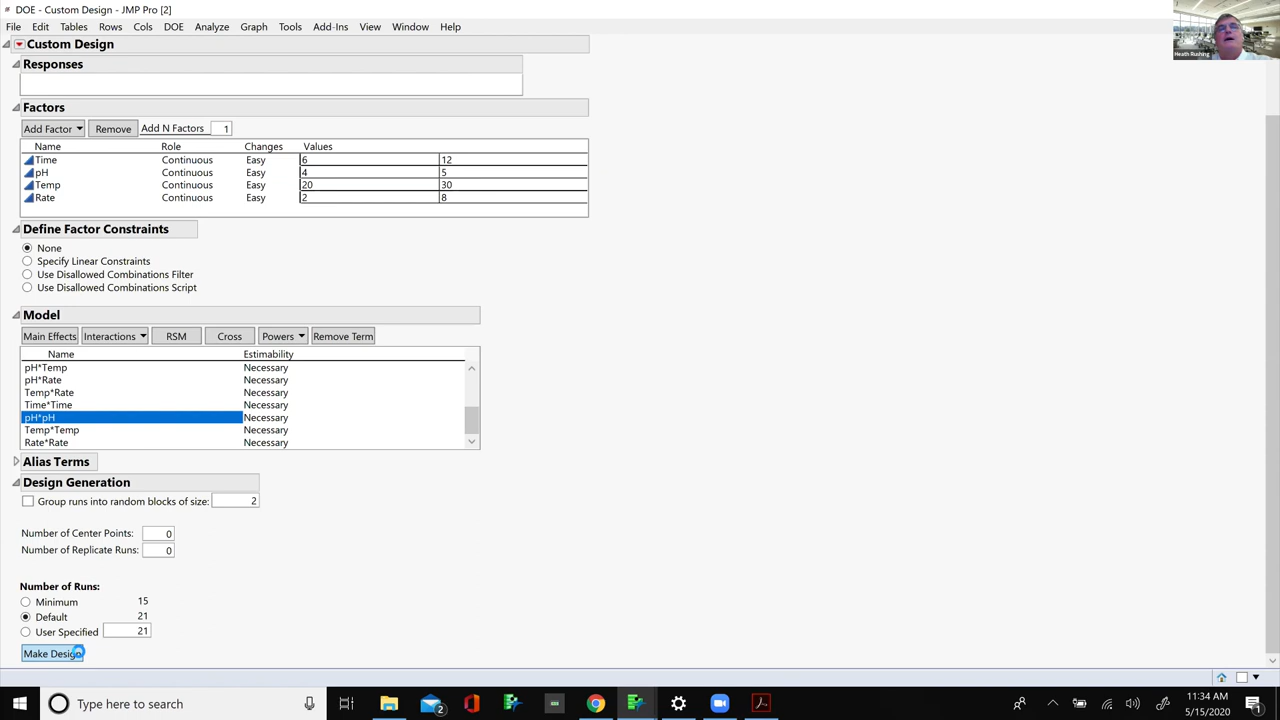 DOE - Custom Design - JMP Pro [2]
File Edit Tables Rows Cols DOE Analyze Graph Tools Add-Ins View Window Help
Heath Rushing
Custom Design
Responses
Factors
Add Factor Remove Add N Factors 1
Name Role Changes Values
Time Continuous Easy 6 12
pH Continuous Easy 4 5
Temp Continuous Easy 20 30
Rate Continuous Easy 2 8
Define Factor Constraints
None
Specify Linear Constraints
Use Disallowed Combinations Filter
Use Disallowed Combinations Script
Model
Main Effects Interactions RSM Cross Powers Remove Term
Name Estimability
pH*Temp Necessary
pH*Rate Necessary
Temp*Rate Necessary
Time*Time Necessary
pH*pH Necessary
Temp*Temp Necessary
Rate*Rate Necessary
Alias Terms
Design Generation
Group runs into random blocks of size: 2
Number of Center Points: 0
Number of Replicate Runs: 0
Number of Runs:
Minimum 15
Default 21
User Specified 21
Make Design
Type here to search
2
11:34 AM
5/15/2020
1